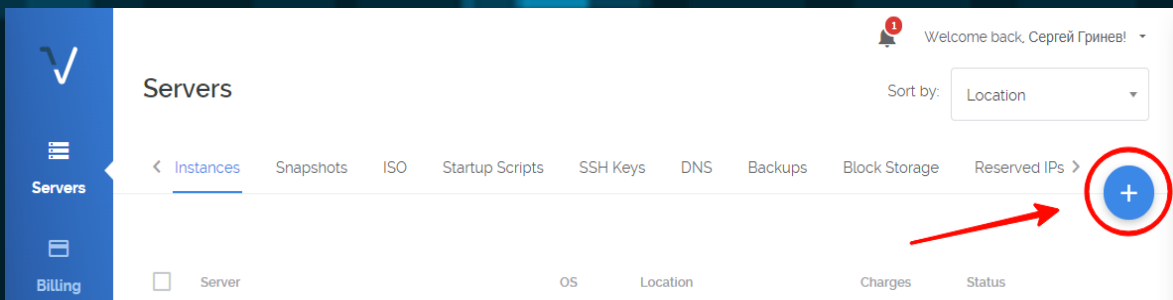 1
Welcome back, Сергей Гринев!
Servers
Sort by:
Location
Instances
Snapshots
ISO
Startup Scripts
SSH Keys
DNS
Backups
Block Storage
Reserved IPs
Servers
Billing
Server
OS
Location
Charges
Status